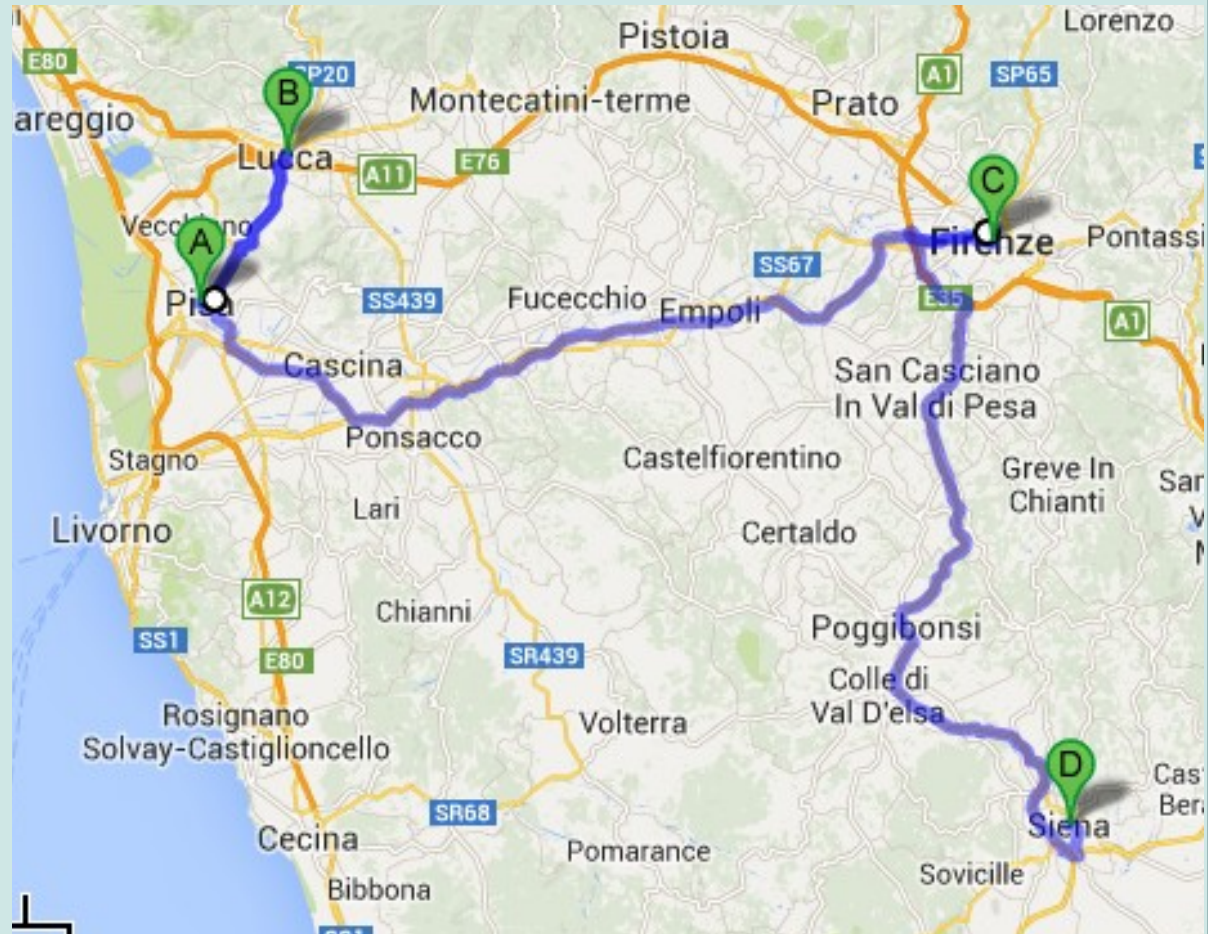 Lorenzo
Pistoia
E80
SP20
A1
SP65
B
Montecatini-terme
Prato
areggio
Lucca
A11
E76
C
Vecchiano
A
Firenze
Pontassi
SS67
Pisa
SS439
Fucecchio
Empoli
E35
A1
Cascina
San Casciano
In Val di Pesa
Ponsacco
Stagno
Castelfiorentino
Greve In
Chianti
San
V
Lari
Livorno
Certaldo
A12
Chianni
SS1
Poggibonsi
E80
SR439
Colle di
Val D'elsa
Rosignano
Solvay-Castiglioncello
Volterra
D
Cast
Bera
SR68
Siena
Cecina
Pomarance
Sovicille
Bibbona
SS1